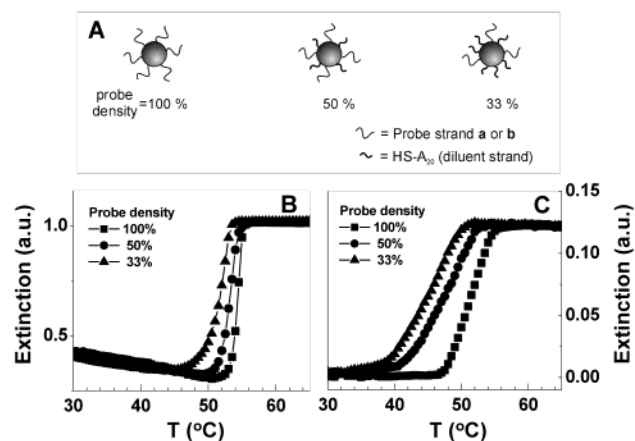 A
probe density =100 %
50 %
33 %
= Probe strand a or b
= HS-A₂₀ (diluent strand)
B
Probe density
100%
50%
33%
Extinction (a.u.)
1.0
0.5
30 40 50 60
T (°C)
C
Probe density
100%
50%
33%
0.15
0.10
0.05
0.00
Extinction (a.u.)
30 40 50 60
T (°C)